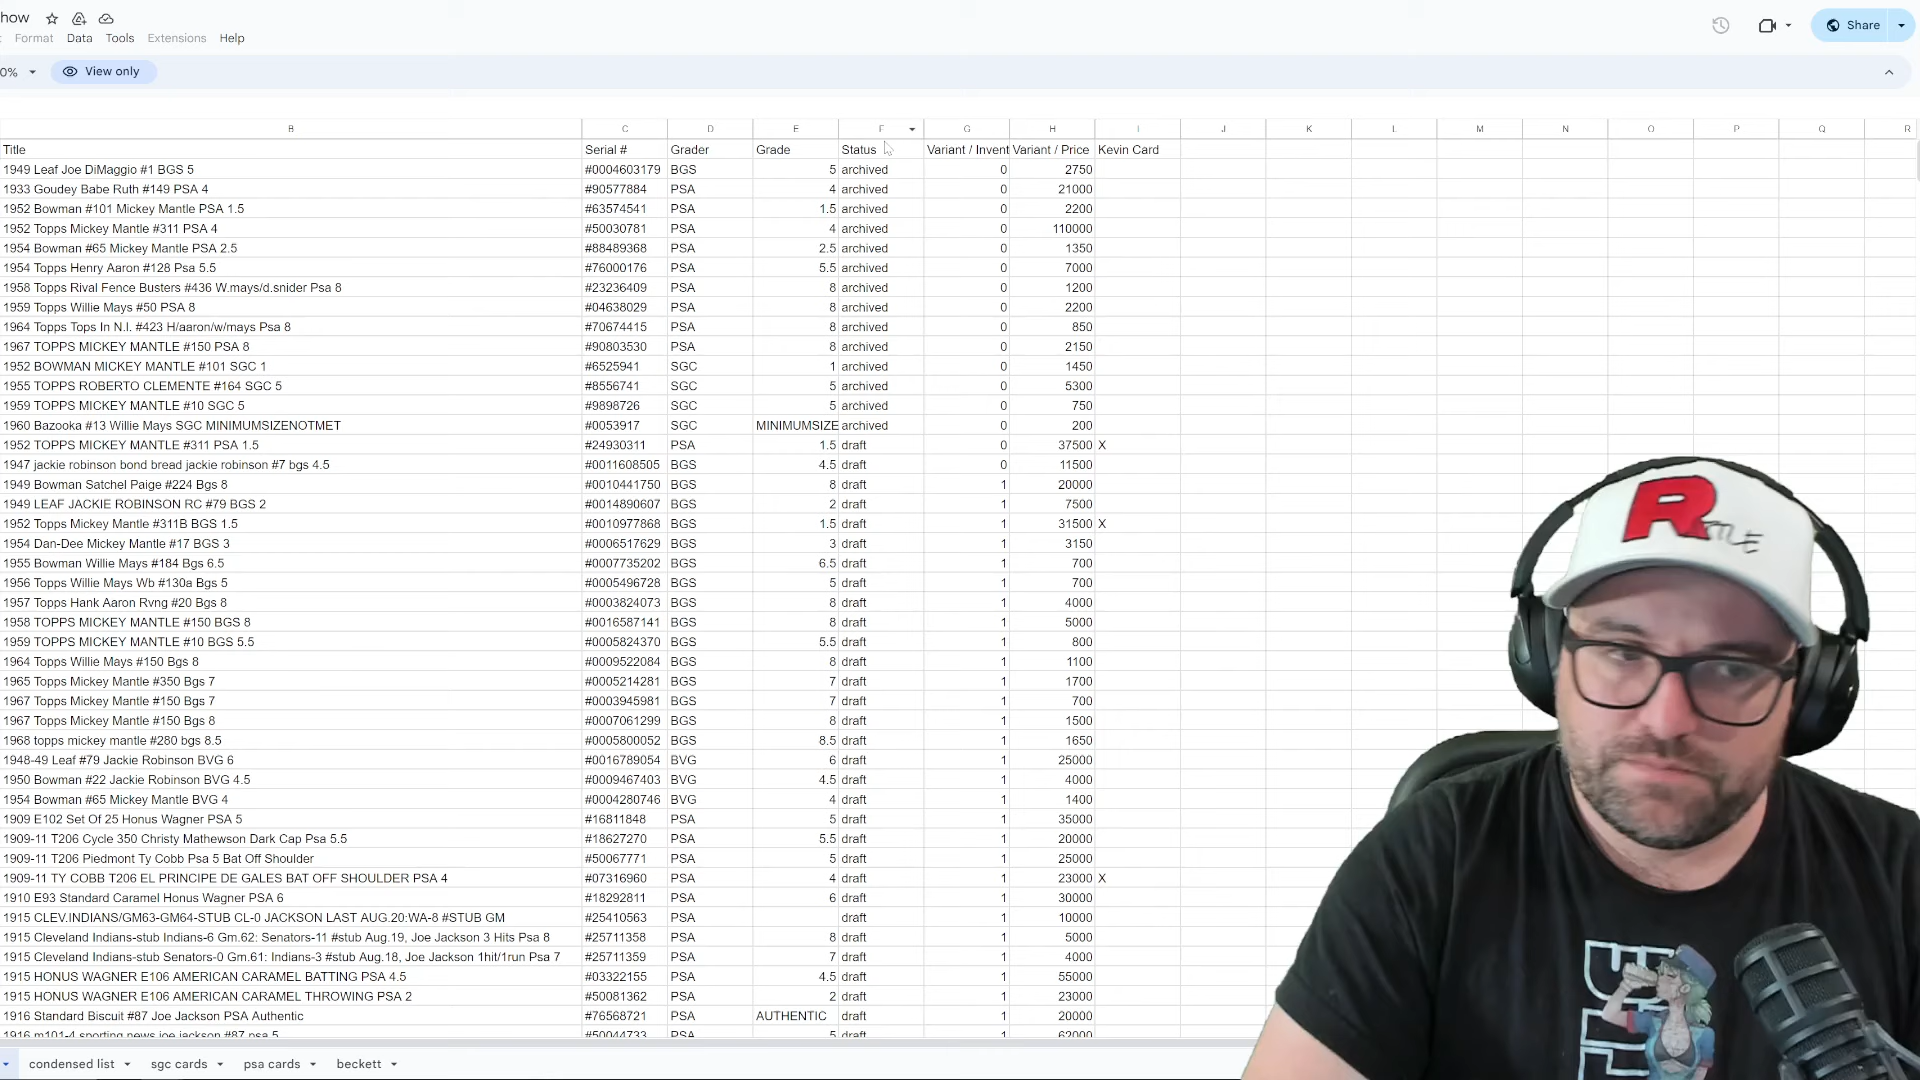 how
Format Data Tools Extensions Help
Share
0% View only
B C D E F G H I J K L M N O P Q R
Title Serial # Grader Grade Status Variant / Invent Variant / Price Kevin Card
1949 Leaf Joe DiMaggio #1 BGS 5 #0004603179 BGS 5 archived 0 2750
1933 Goudey Babe Ruth #149 PSA 4 #90577884 PSA 4 archived 0 21000
1952 Bowman #101 Mickey Mantle PSA 1.5 #63574541 PSA 1.5 archived 0 2200
1952 Topps Mickey Mantle #311 PSA 4 #50030781 PSA 4 archived 0 110000
1954 Bowman #65 Mickey Mantle PSA 2.5 #88489368 PSA 2.5 archived 0 1350
1954 Topps Henry Aaron #128 Psa 5.5 #76000176 PSA 5.5 archived 0 7000
1958 Topps Rival Fence Busters #436 W.mays/d.snider Psa 8 #23236409 PSA 8 archived 0 1200
1959 Topps Willie Mays #50 PSA 8 #04638029 PSA 8 archived 0 2200
1964 Topps Tops In N.l. #423 H/aaron/w/mays Psa 8 #70674415 PSA 8 archived 0 850
1967 TOPPS MICKEY MANTLE #150 PSA 8 #90803530 PSA 8 archived 0 2150
1952 BOWMAN MICKEY MANTLE #101 SGC 1 #6525941 SGC 1 archived 0 1450
1955 TOPPS ROBERTO CLEMENTE #164 SGC 5 #8556741 SGC 5 archived 0 5300
1959 TOPPS MICKEY MANTLE #10 SGC 5 #9898726 SGC 5 archived 0 750
1960 Bazooka #13 Willie Mays SGC MINIMUMSIZENOTMET #0053917 SGC MINIMUMSIZE archived 0 200
1952 TOPPS MICKEY MANTLE #311 PSA 1.5 #24930311 PSA 1.5 draft 0 37500 X
1947 jackie robinson bond bread jackie robinson #7 bgs 4.5 #0011608505 BGS 4.5 draft 0 11500
1949 Bowman Satchel Paige #224 Bgs 8 #0010441750 BGS 8 draft 1 20000
1949 LEAF JACKIE ROBINSON RC #79 BGS 2 #0014890607 BGS 2 draft 1 7500
1952 Topps Mickey Mantle #311B BGS 1.5 #0010977868 BGS 1.5 draft 1 31500 X
1954 Dan-Dee Mickey Mantle #17 BGS 3 #0006517629 BGS 3 draft 1 3150
1955 Bowman Willie Mays #184 Bgs 6.5 #0007735202 BGS 6.5 draft 1 700
1956 Topps Willie Mays Wb #130a Bgs 5 #0005496728 BGS 5 draft 1 700
1957 Topps Hank Aaron Rvng #20 Bgs 8 #0003824073 BGS 8 draft 1 4000
1958 TOPPS MICKEY MANTLE #150 BGS 8 #0016587141 BGS 8 draft 1 5000
1959 TOPPS MICKEY MANTLE #10 BGS 5.5 #0005824370 BGS 5.5 draft 1 800
1964 Topps Willie Mays #150 Bgs 8 #0009522084 BGS 8 draft 1 1100
1965 Topps Mickey Mantle #350 Bgs 7 #0005214281 BGS 7 draft 1 1700
1967 Topps Mickey Mantle #150 Bgs 7 #0003945981 BGS 7 draft 1 700
1967 Topps Mickey Mantle #150 Bgs 8 #0007061299 BGS 8 draft 1 1500
1968 topps mickey mantle #280 bgs 8.5 #0005800052 BGS 8.5 draft 1 1650
1948-49 Leaf #79 Jackie Robinson BVG 6 #0016789054 BVG 6 draft 1 25000
1950 Bowman #22 Jackie Robinson BVG 4.5 #0009467403 BVG 4.5 draft 1 4000
1954 Bowman #65 Mickey Mantle BVG 4 #0004280746 BVG 4 draft 1 1400
1909 E102 Set Of 25 Honus Wagner PSA 5 #16811848 PSA 5 draft 1 35000
1909-11 T206 Cycle 350 Christy Mathewson Dark Cap Psa 5.5 #18627270 PSA 5.5 draft 1 20000
1909-11 T206 Piedmont Ty Cobb Psa 5 Bat Off Shoulder #50067771 PSA 5 draft 1 25000
1909-11 TY COBB T206 EL PRINCIPE DE GALES BAT OFF SHOULDER PSA 4 #07316960 PSA 4 draft 1 23000 X
1910 E93 Standard Caramel Honus Wagner PSA 6 #18292811 PSA 6 draft 1 30000
1915 CLEV.INDIANS/GM63-GM64-STUB CL-0 JACKSON LAST AUG.20:WA-8 #STUB GM #25410563 PSA draft 1 10000
1915 Cleveland Indians-stub Indians-6 Gm.62: Senators-11 #stub Aug.19, Joe Jackson 3 Hits Psa 8 #25711358 PSA 8 draft 1 5000
1915 Cleveland Indians-stub Senators-0 Gm.61: Indians-3 #stub Aug.18, Joe Jackson 1hit/1run Psa 7 #25711359 PSA 7 draft 1 4000
1915 HONUS WAGNER E106 AMERICAN CARAMEL BATTING PSA 4.5 #03322155 PSA 4.5 draft 1 55000
1915 HONUS WAGNER E106 AMERICAN CARAMEL THROWING PSA 2 #50081362 PSA 2 draft 1 23000
1916 Standard Biscuit #87 Joe Jackson PSA Authentic #76568721 PSA AUTHENTIC draft 1 20000
1916 m101-4 sporting news joe jackson #87 psa 5 #50044733 PSA 5 draft 1 62000
condensed list sgc cards psa cards beckett
R